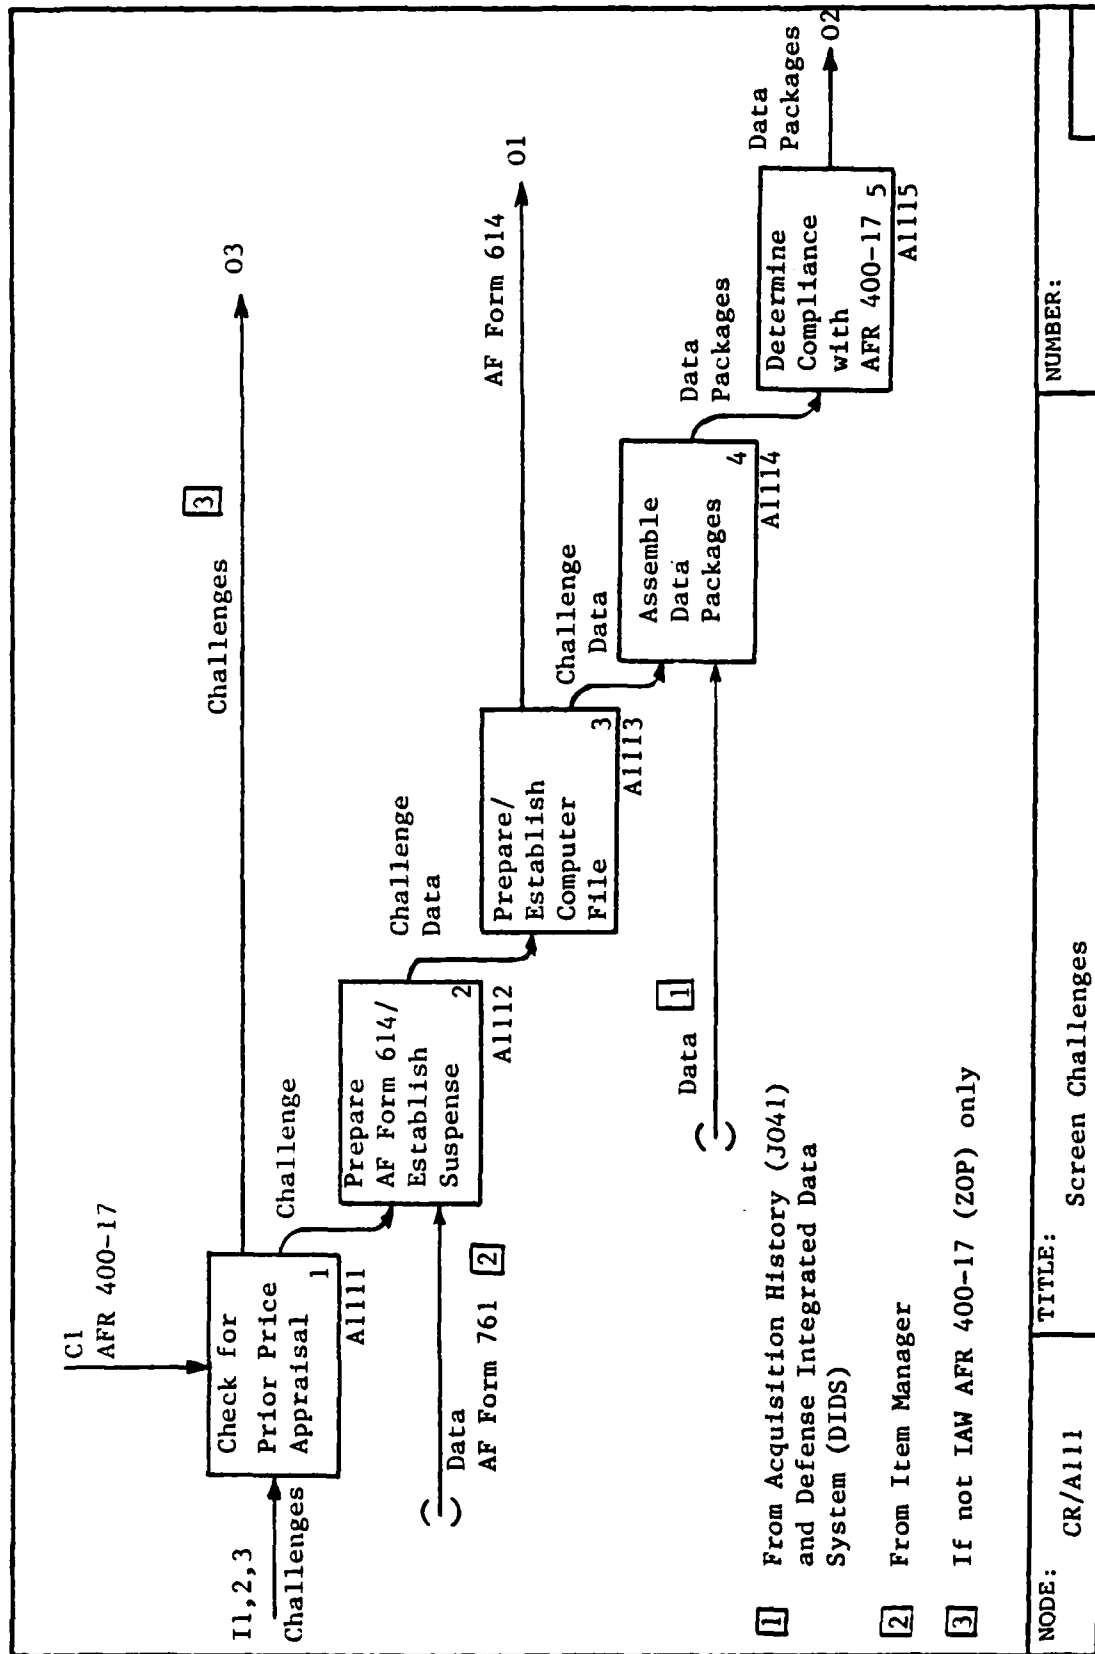 C1
AFR 400-17
I1,2,3
Challenges
Check for
Prior Price
Appraisal
1
A1111
Challenges
3
O3
Challenge
Data
AF Form 761
2
( )
Prepare
AF Form 614/
Establish
Suspense
2
A1112
Challenge
Data
Prepare/
Establish
Computer
File
3
A1113
AF Form 614
O1
Challenge
Data
Data
1
( )
Assemble
Data
Packages
4
A1114
Data
Packages
Determine
Compliance
with
AFR 400-17
5
A1115
Data
Packages
O2
1 From Acquisition History (J041)
and Defense Integrated Data
System (DIDS)
2 From Item Manager
3 If not IAW AFR 400-17 (ZOP) only
NODE:
CR/A111
TITLE:
Screen Challenges
NUMBER: